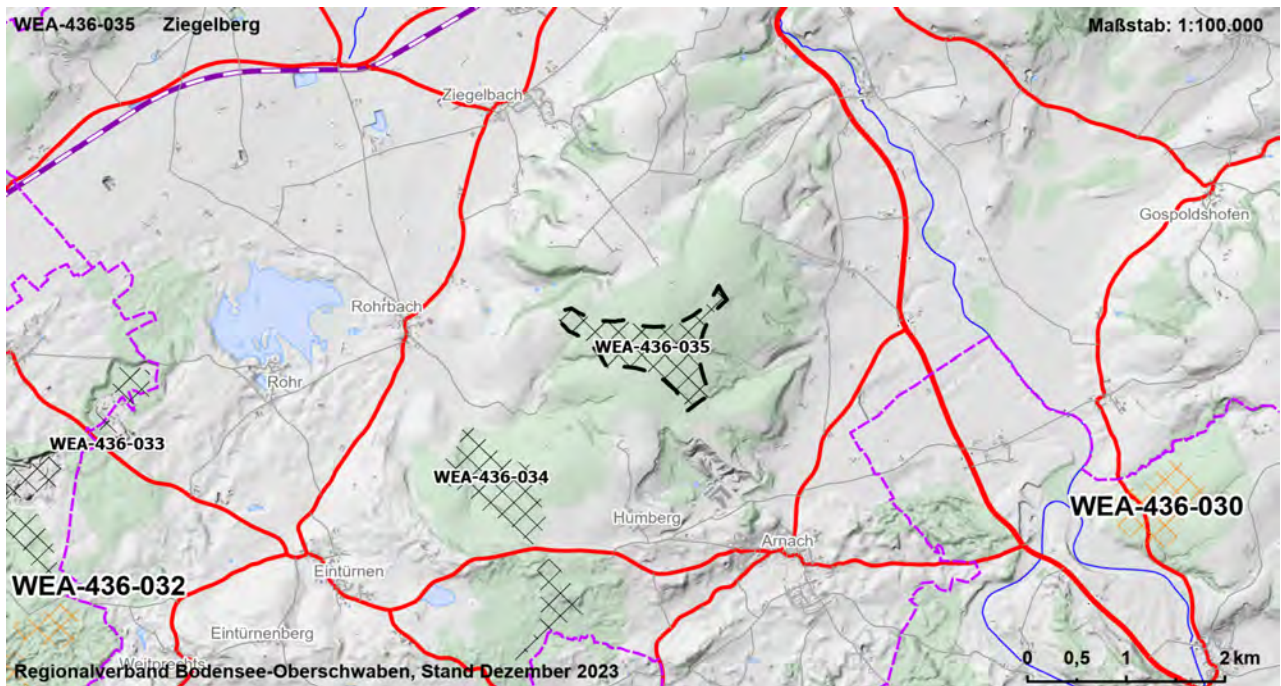 WEA-436-035 Ziegelberg
Maßstab: 1:100.000
Ziegelbach
Gospoldshofen
Rohrbach
WEA-436-035
Rohr
WEA-436-033
WEA-436-034
WEA-436-030
Humberg
Arnach
Eintürnen
WEA-436-032
Eintürnenberg
Weitprechts
Regionalverband Bodensee-Oberschwaben, Stand Dezember 2023
0 0,5 1 2 km